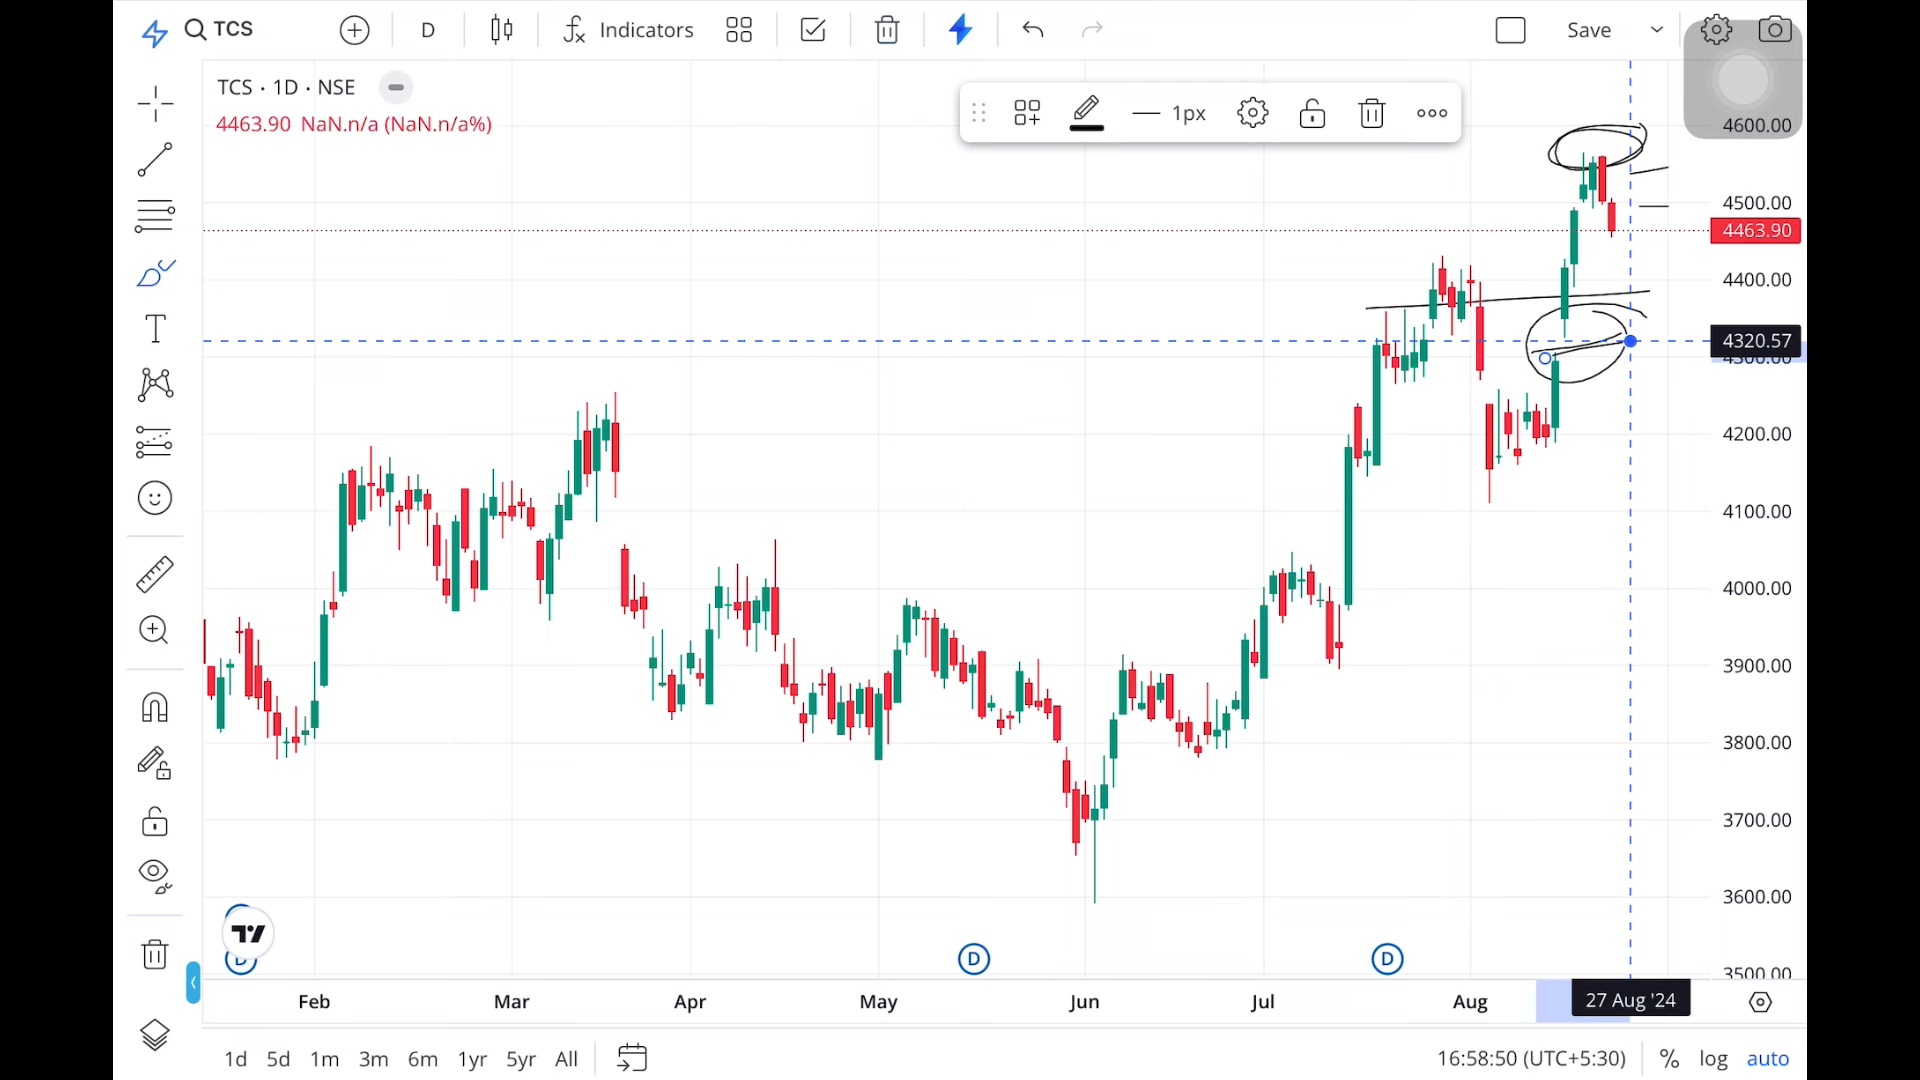 TCS
D
Indicators
Save
TCS · 1D · NSE
4463.90 NaN.n/a (NaN.n/a%)
1px
4600.00
4500.00
4463.90
4400.00
4320.57
4300.00
4200.00
4100.00
4000.00
3900.00
3800.00
3700.00
3600.00
3500.00
D
D
D
Feb
Mar
Apr
May
Jun
Jul
Aug
27 Aug '24
1d
5d
1m
3m
6m
1yr
5yr
All
16:58:50 (UTC+5:30)
%
log
auto